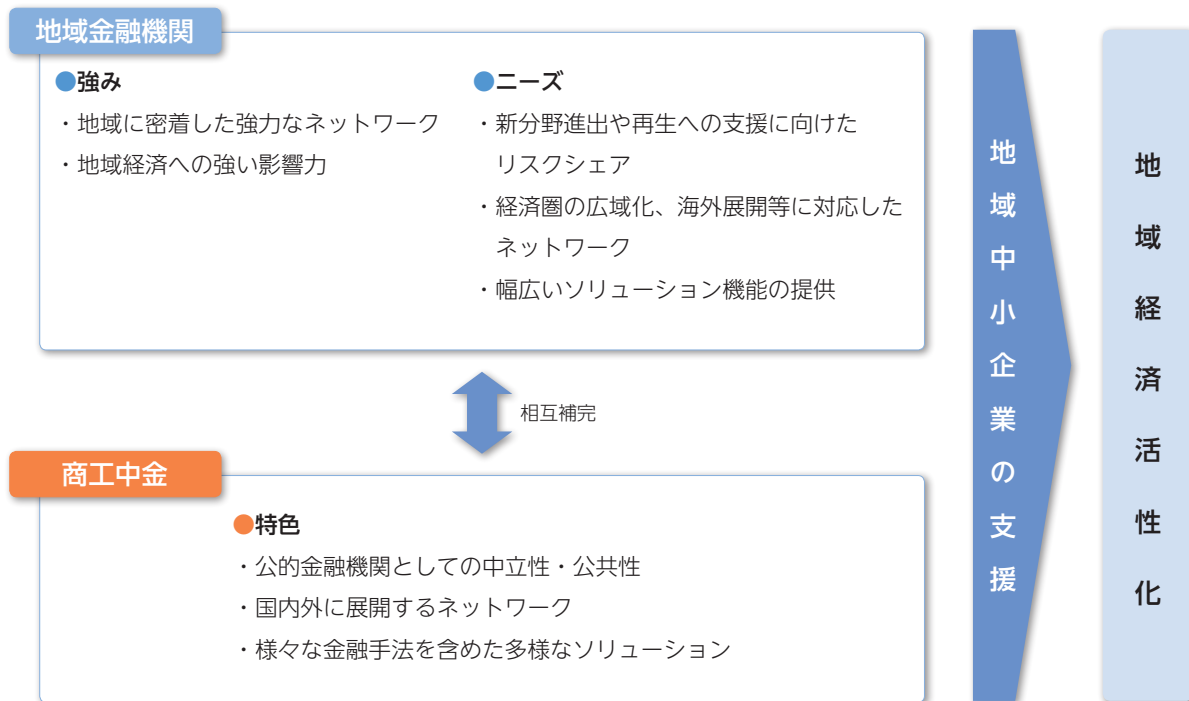 地域金融機関
●強み
・地域に密着した強力なネットワーク
・地域経済への強い影響力
●ニーズ
・新分野進出や再生への支援に向けた
リスクシェア
・経済圏の広域化、海外展開等に対応した
ネットワーク
・幅広いソリューション機能の提供
相互補完
商工中金
●特色
・公的金融機関としての中立性・公共性
・国内外に展開するネットワーク
・様々な金融手法を含めた多様なソリューション
地域中小企業の支援
地域経済活性化